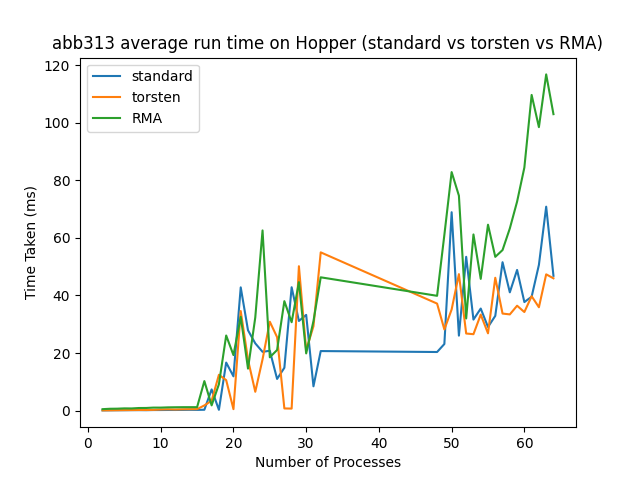 abb313 average run time on Hopper (standard vs torsten vs RMA)
standard
torsten
RMA
Time Taken (ms)
120
100
80
60
40
20
0
0 10 20 30 40 50 60
Number of Processes